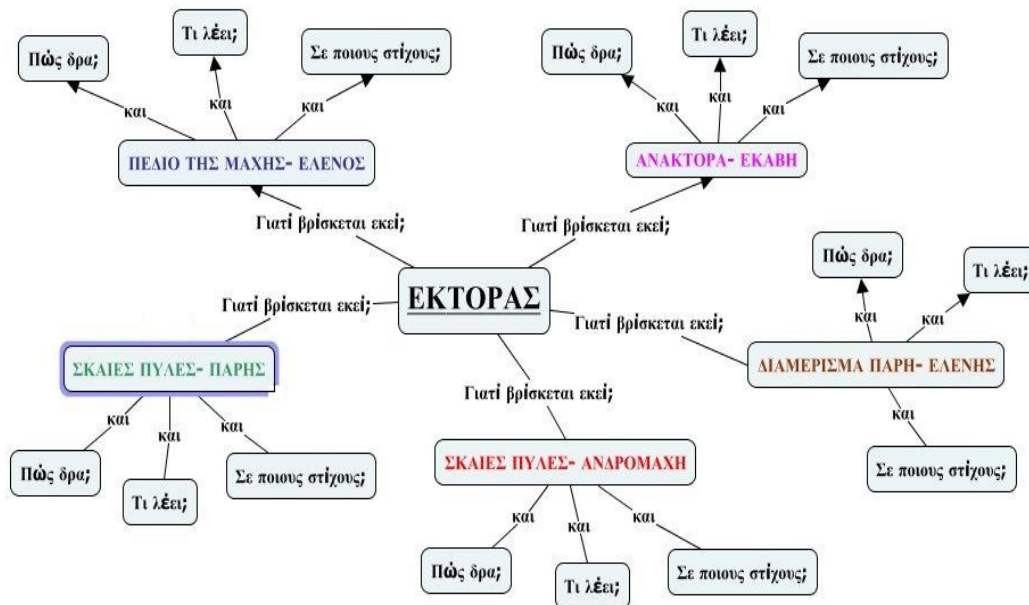 Πώς δρα;
Τι λέει;
Σε ποιους στίχους;
και
και
και
ΠΕΔΙΟ ΤΗΣ ΜΑΧΗΣ- ΕΛΕΝΟΣ
Γιατί βρίσκεται εκεί;
Πώς δρα;
Τι λέει;
Σε ποιους στίχους;
και
και
και
ΑΝΑΚΤΟΡΑ- ΕΚΑΒΗ
Γιατί βρίσκεται εκεί;
ΕΚΤΟΡΑΣ
Γιατί βρίσκεται εκεί;
ΣΚΑΙΕΣ ΠΥΛΕΣ- ΠΑΡΗΣ
και
και
και
Πώς δρα;
Τι λέει;
Σε ποιους στίχους;
Γιατί βρίσκεται εκεί;
ΣΚΑΙΕΣ ΠΥΛΕΣ- ΑΝΔΡΟΜΑΧΗ
και
και
και
Πώς δρα;
Τι λέει;
Σε ποιους στίχους;
Γιατί βρίσκεται εκεί;
Πώς δρα;
Τι λέει;
και
και
ΔΙΑΜΕΡΙΣΜΑ ΠΑΡΗ- ΕΛΕΝΗΣ
και
Σε ποιους στίχους;